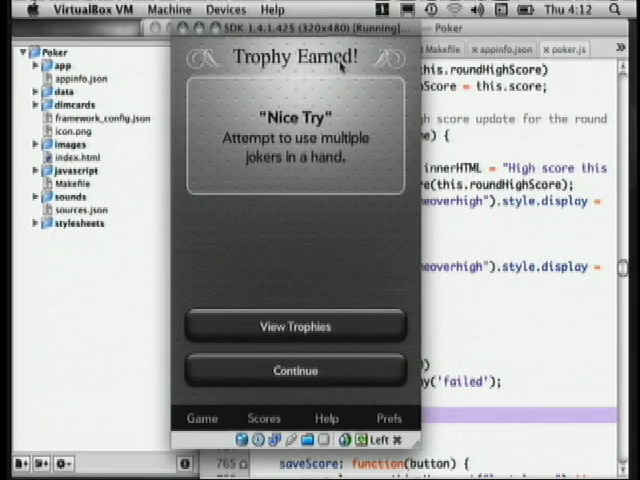 VirtualBox VM Machine Devices Help Thu 4:12
SDK 1.4.1.425 (320x480) [Running] Poker
Makefile appinfo.json poker.js
Poker
app
appinfo.json
data
dimcards
framework_config.json
icon.png
images
index.html
javascript
Makefile
sounds
sources.json
stylesheets
Trophy Earned!
"Nice Try"
Attempt to use multiple
jokers in a hand.
View Trophies
Continue
Game Scores Help Prefs
Left ⌘
this.roundHighScore)
Score = this.score;
high score update for the round
) {
innerHTML = "High score this
(this.roundHighScore);
").style.display =
eoverhigh").style.display =
('failed');
765 saveScore: function(button) {